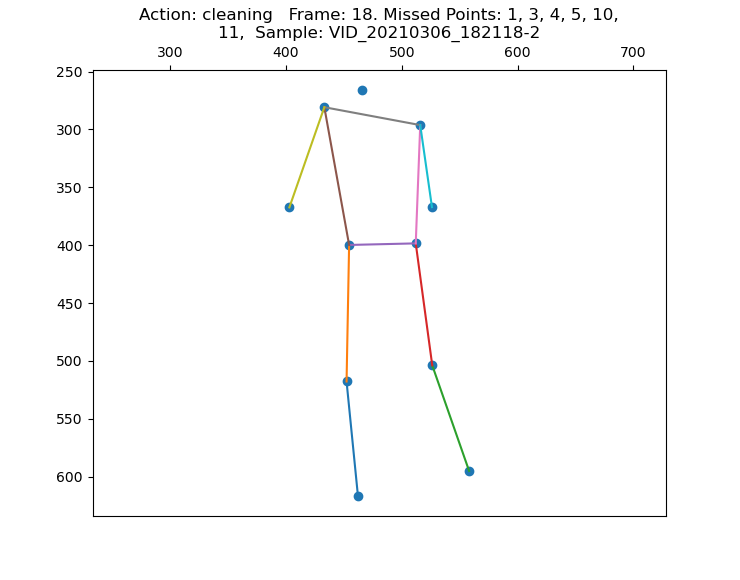 Action: cleaning   Frame: 18. Missed Points: 1, 3, 4, 5, 10,
11,  Sample: VID_20210306_182118-2
300 400 500 600 700
250
300
350
400
450
500
550
600